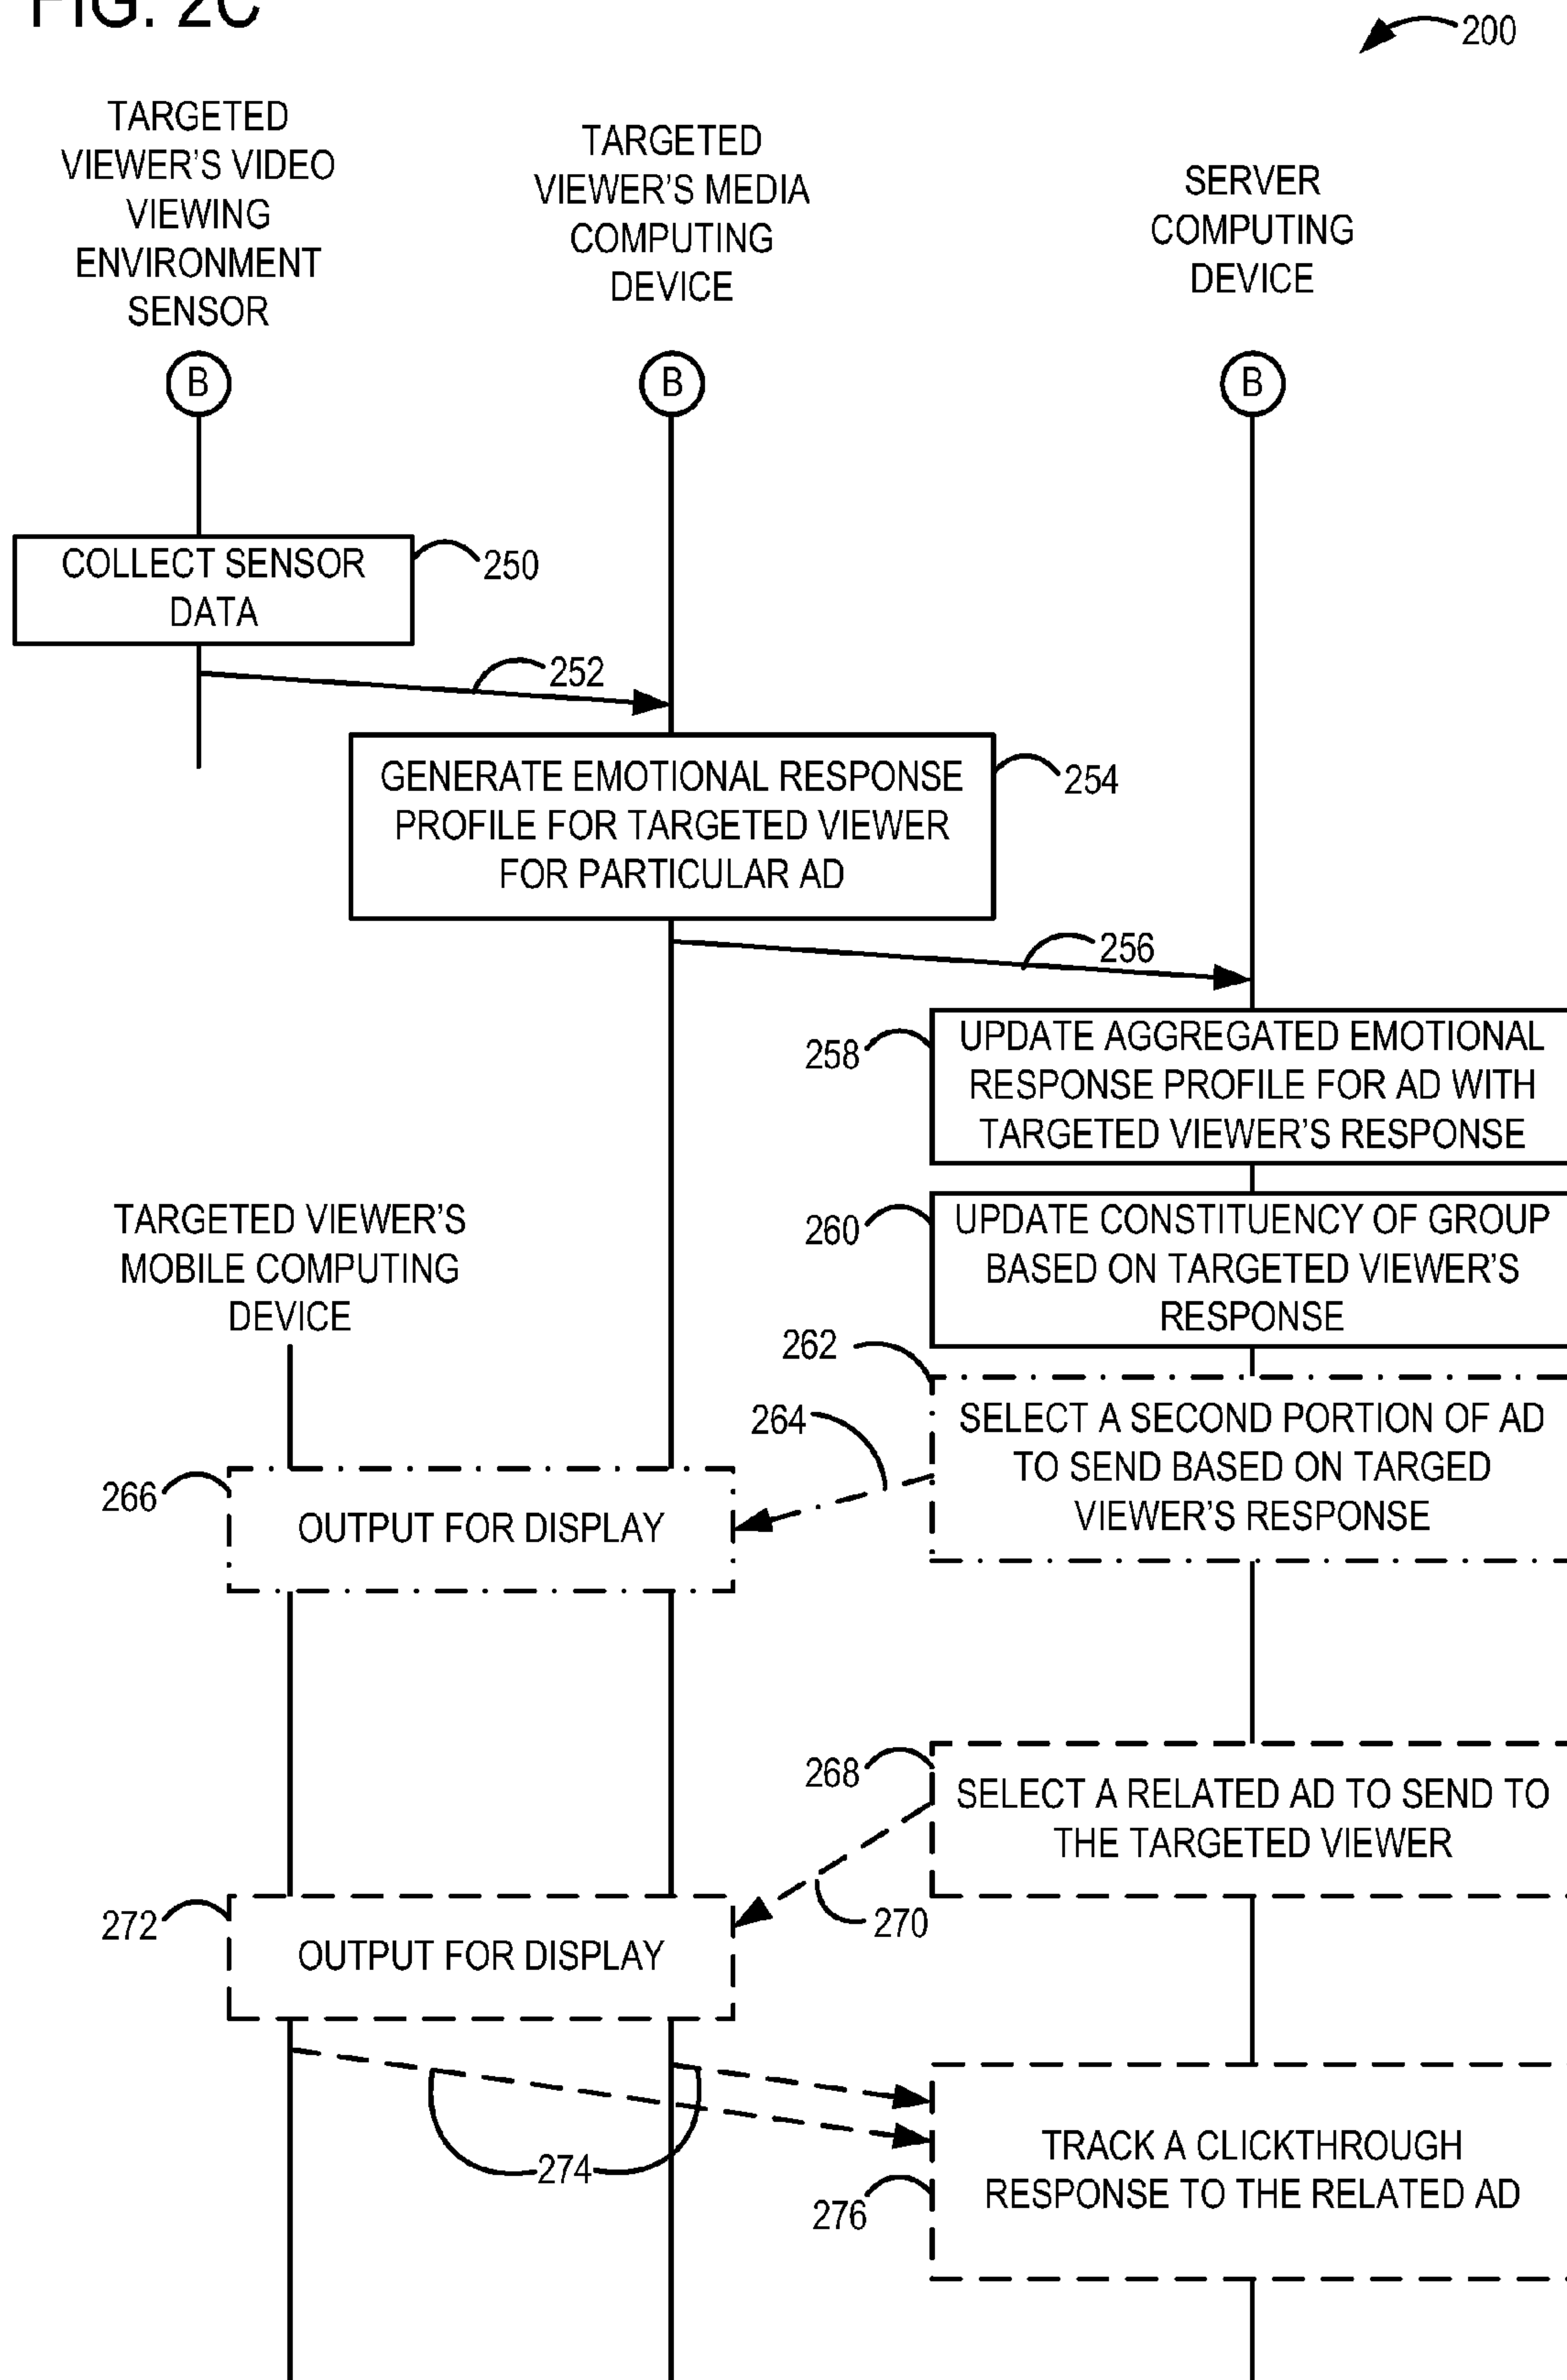 FIG. 2C
200
TARGETED
VIEWER'S VIDEO
VIEWING
ENVIRONMENT
SENSOR
TARGETED
VIEWER'S MEDIA
COMPUTING
DEVICE
SERVER
COMPUTING
DEVICE
B
B
B
COLLECT SENSOR
DATA
250
252
GENERATE EMOTIONAL RESPONSE
PROFILE FOR TARGETED VIEWER
FOR PARTICULAR AD
254
256
258
UPDATE AGGREGATED EMOTIONAL
RESPONSE PROFILE FOR AD WITH
TARGETED VIEWER'S RESPONSE
260
UPDATE CONSTITUENCY OF GROUP
BASED ON TARGETED VIEWER'S
RESPONSE
TARGETED VIEWER'S
MOBILE COMPUTING
DEVICE
262
SELECT A SECOND PORTION OF AD
TO SEND BASED ON TARGED
VIEWER'S RESPONSE
264
266
OUTPUT FOR DISPLAY
268
SELECT A RELATED AD TO SEND TO
THE TARGETED VIEWER
270
272
OUTPUT FOR DISPLAY
274
TRACK A CLICKTHROUGH
RESPONSE TO THE RELATED AD
276